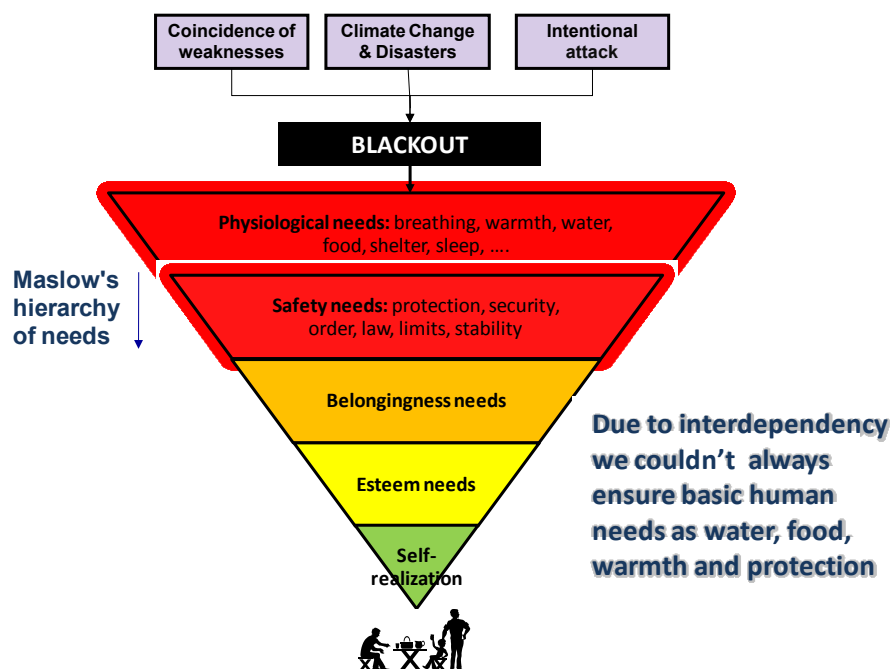 Coincidence of
weaknesses
Climate Change
& Disasters
Intentional
attack
BLACKOUT
Physiological needs: breathing, warmth, water,
food, shelter, sleep, ….
Maslow's
hierarchy
of needs
Safety needs: protection, security,
order, law, limits, stability
Belongingness needs
Esteem needs
Self-
realization
Due to interdependency
we couldn’t always
ensure basic human
needs as water, food,
warmth and protection